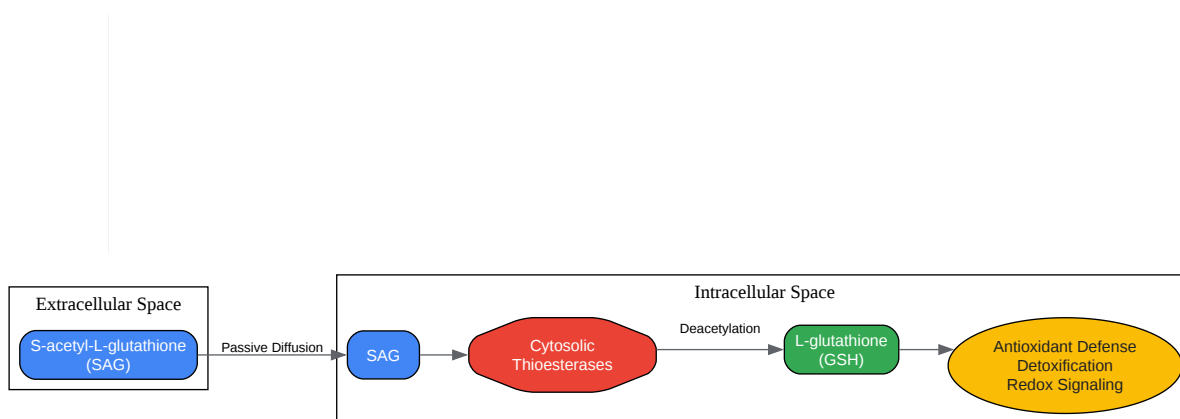 Extracellular Space
S-acetyl-L-glutathione
(SAG)
Passive Diffusion
Intracellular Space
SAG
Cytosolic
Thioesterases
Deacetylation
L-glutathione
(GSH)
Antioxidant Defense
Detoxification
Redox Signaling